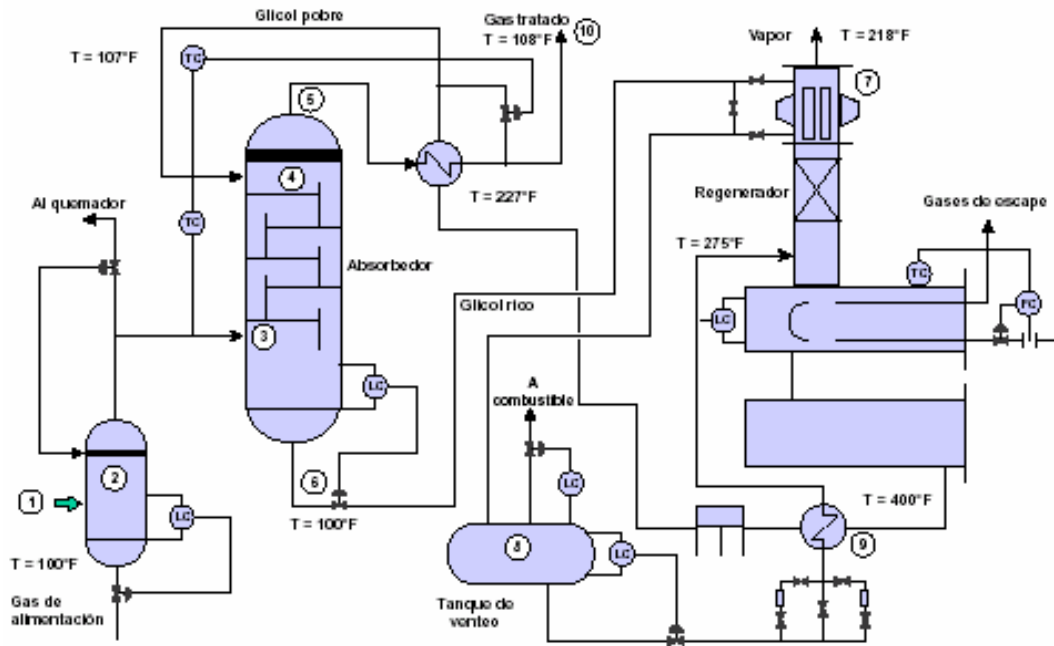 Glicol pobre
Gas tratado
10
T = 108°F
Vapor
T = 218°F
T = 107°F
TC
5
7
4
T = 227°F
Regenerador
Al quemador
TC
Gases de escape
T = 275°F
Absorbedor
TC
Glicol rico
LC
FC
3
LC
A
combustible
2
6
1
LC
LC
T = 400°F
T = 100°F
8
LC
9
T = 100°F
Gas de
alimentación
Tanque de
venteo